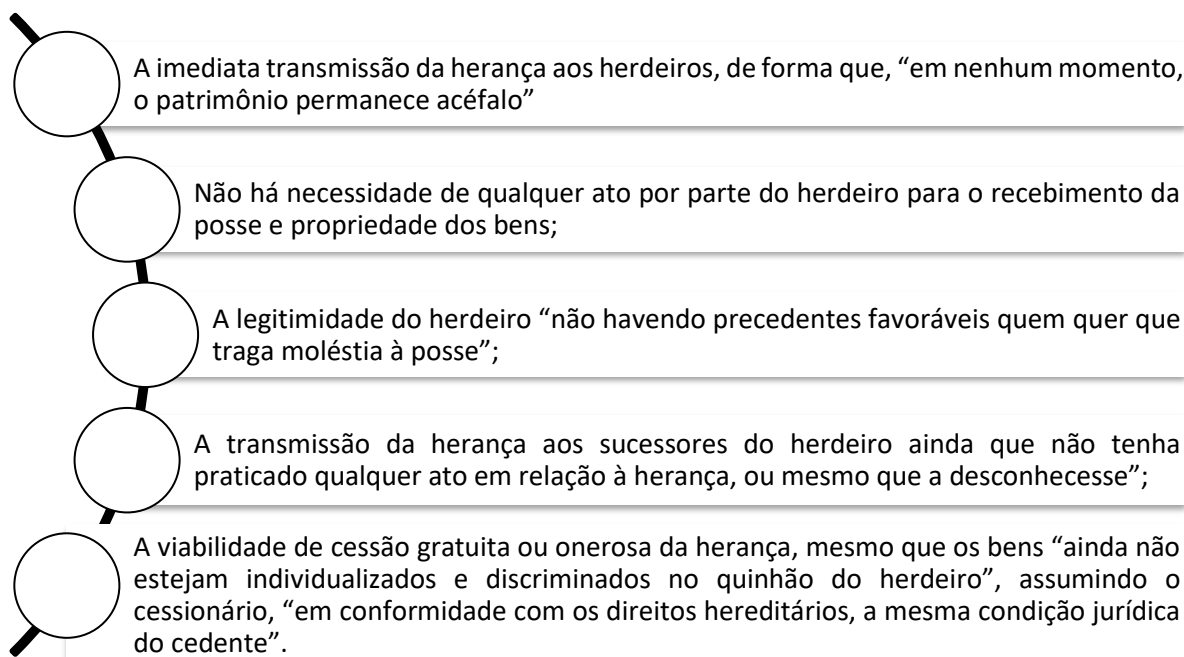 A imediata transmissão da herança aos herdeiros, de forma que, “em nenhum momento,
o patrimônio permanece acéfalo”
Não há necessidade de qualquer ato por parte do herdeiro para o recebimento da
posse e propriedade dos bens;
A legitimidade do herdeiro “não havendo precedentes favoráveis quem quer que
traga moléstia à posse”;
A transmissão da herança aos sucessores do herdeiro ainda que não tenha
praticado qualquer ato em relação à herança, ou mesmo que a desconhecesse”;
A viabilidade de cessão gratuita ou onerosa da herança, mesmo que os bens “ainda não
estejam individualizados e discriminados no quinhão do herdeiro”, assumindo o
cessionário, “em conformidade com os direitos hereditários, a mesma condição jurídica
do cedente”.